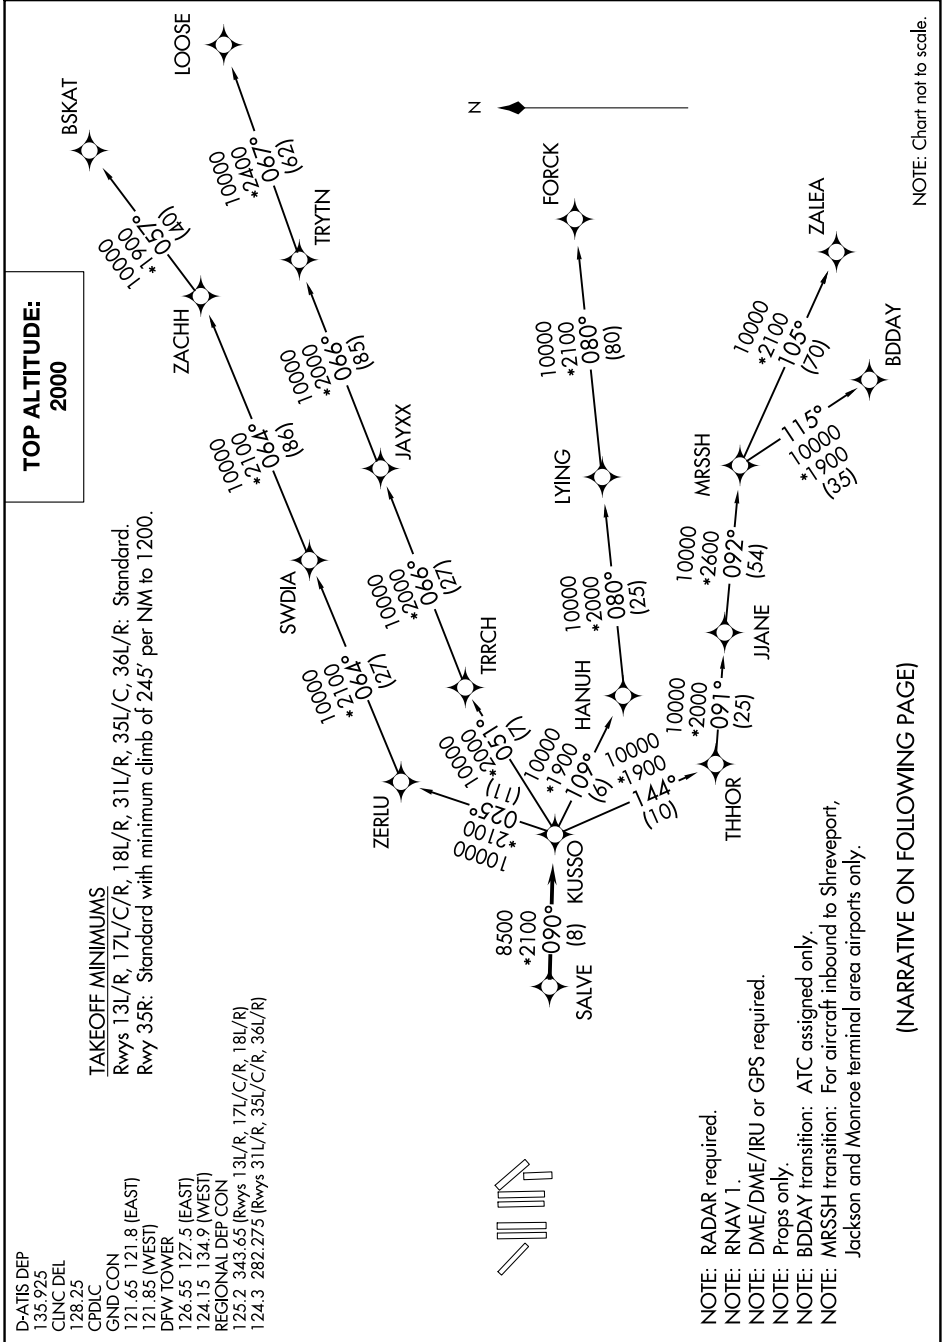 D-ATIS DEP
135.925
CLNC DEL
128.25
CPDLC
GND CON
121.65 121.8 (EAST)
121.85 (WEST)
DFW TOWER
126.55 127.5 (EAST)
124.15 134.9 (WEST)
REGIONAL DEP CON
125.2 343.65 (Rwys 13L/R, 17L/C/R, 18L/R)
124.3 282.275 (Rwys 31L/R, 35L/C/R, 36L/R)
TAKEOFF MINIMUMS
Rwys 13L/R, 17L/C/R, 18L/R, 31L/R, 35L/C, 36L/R: Standard.
Rwy 35R: Standard with minimum climb of 245' per NM to 1200.
TOP ALTITUDE:
2000
BSKAT
10000
*1900
057°
(40)
ZACHH
10000
*2100
064°
(86)
SWDIA
10000
*2100
064°
(27)
ZERLU
10000
*2100
025°
(11)
LOOSE
10000
*2400
067°
(62)
TRYTN
10000
*2000
066°
(85)
JAYXX
10000
*2000
066°
(27)
TRRCH
10000
*2000
051°
(7)
N
FORCK
10000
*2100
080°
(80)
LYING
10000
*2000
080°
(25)
HANUH
10000
*1900
109°
(6)
SALVE
8500
*2100
090°
(8)
KUSSO
10000
*1900
144°
(10)
THHOR
10000
*2000
091°
(25)
JJANE
10000
*2600
092°
(54)
MRSSH
10000
*2100
105°
(70)
ZALEA
115°
10000
*1900
(35)
BDDAY
NOTE: RADAR required.
NOTE: RNAV 1.
NOTE: DME/DME/IRU or GPS required.
NOTE: Props only.
NOTE: BDDAY transition: ATC assigned only.
NOTE: MRSSH transition: For aircraft inbound to Shreveport,
Jackson and Monroe terminal area airports only.
(NARRATIVE ON FOLLOWING PAGE)
NOTE: Chart not to scale.